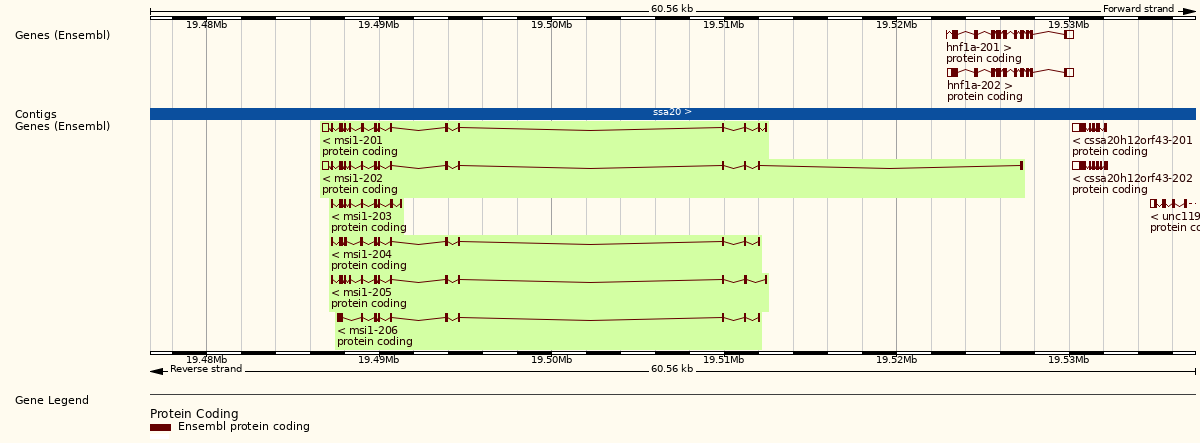 60.56 kb Forward strand
19.48Mb 19.49Mb 19.50Mb 19.51Mb 19.52Mb 19.53Mb
Genes (Ensembl)
hnf1a-201 >
protein coding
hnf1a-202 >
protein coding
Contigs ssa20 >
Genes (Ensembl)
< msi1-201 < cssa20h12orf43-201
protein coding protein coding
< msi1-202 < cssa20h12orf43-202
protein coding protein coding
< msi1-203 < unc119
protein coding protein c
< msi1-204
protein coding
< msi1-205
protein coding
< msi1-206
protein coding
19.48Mb 19.49Mb 19.50Mb 19.51Mb 19.52Mb 19.53Mb
Reverse strand 60.56 kb
Gene Legend
Protein Coding
Ensembl protein coding